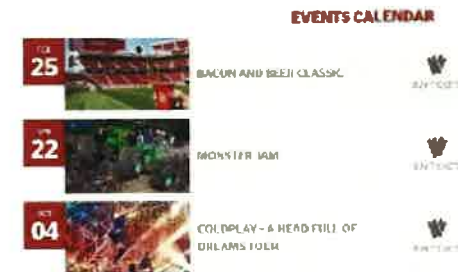 EVENTS CALENDAR
25
BACON AND BEER CLASSIC
22
MONSTER JAM
OCT
04
COLDPLAY - A HEAD FULL OF
DREAMS TOUR